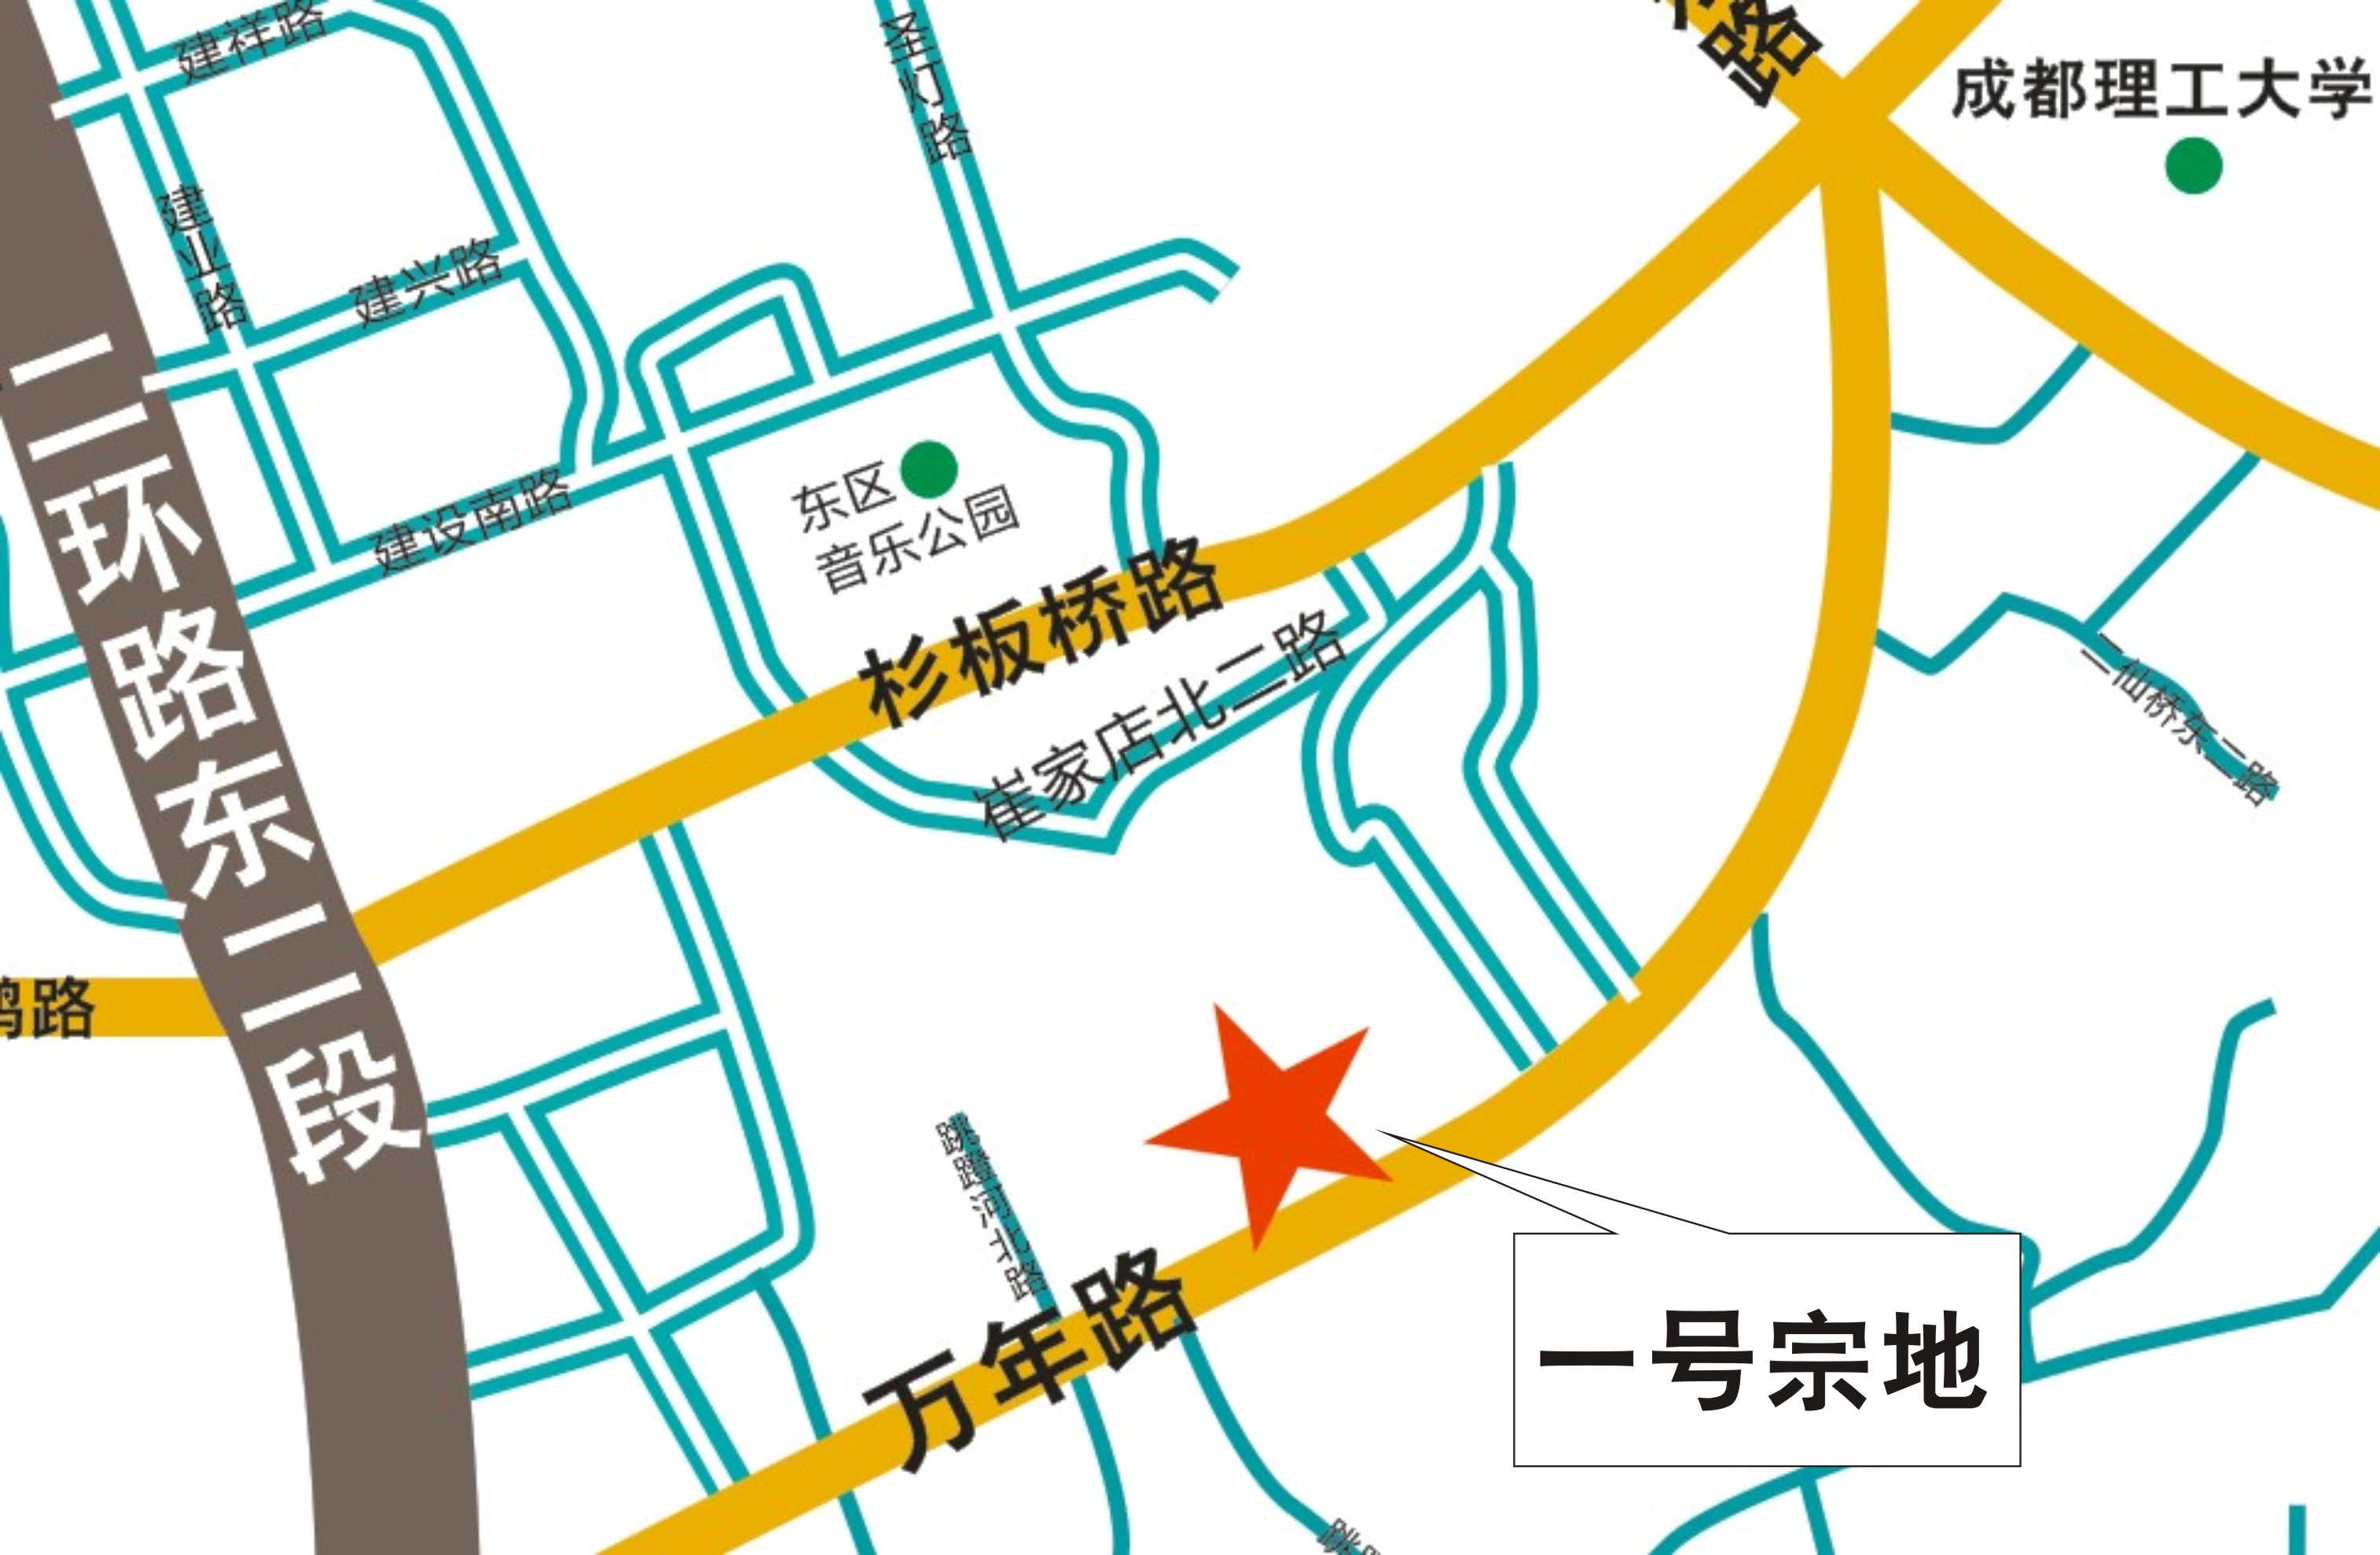 建祥路
圣灯路
路
成都理工大学
建业路
建兴路
二环路东二段
建设南路
东区
音乐公园
杉板桥路
崔家店北二路
二仙桥东二路
路
跳蹬河北路
万年路
一号宗地